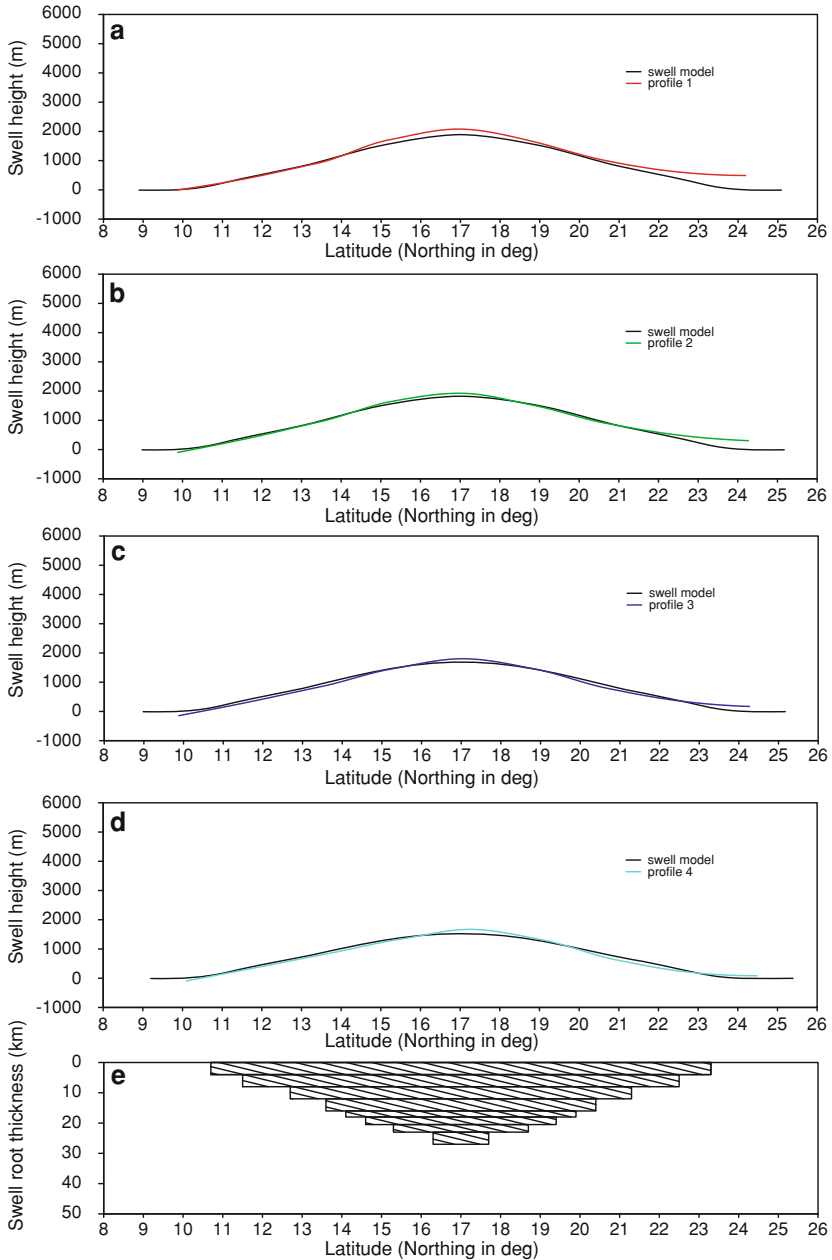 a
Swell height (m)
6000
5000
4000
3000
2000
1000
0
-1000
swell model
profile 1
8 9 10 11 12 13 14 15 16 17 18 19 20 21 22 23 24 25 26
Latitude (Northing in deg)
b
Swell height (m)
6000
5000
4000
3000
2000
1000
0
-1000
swell model
profile 2
8 9 10 11 12 13 14 15 16 17 18 19 20 21 22 23 24 25 26
Latitude (Northing in deg)
c
Swell height (m)
6000
5000
4000
3000
2000
1000
0
-1000
swell model
profile 3
8 9 10 11 12 13 14 15 16 17 18 19 20 21 22 23 24 25 26
Latitude (Northing in deg)
d
Swell height (m)
6000
5000
4000
3000
2000
1000
0
-1000
swell model
profile 4
8 9 10 11 12 13 14 15 16 17 18 19 20 21 22 23 24 25 26
Latitude (Northing in deg)
e
Swell root thickness (km)
0
10
20
30
40
50
8 9 10 11 12 13 14 15 16 17 18 19 20 21 22 23 24 25 26
Latitude (Northing in deg)